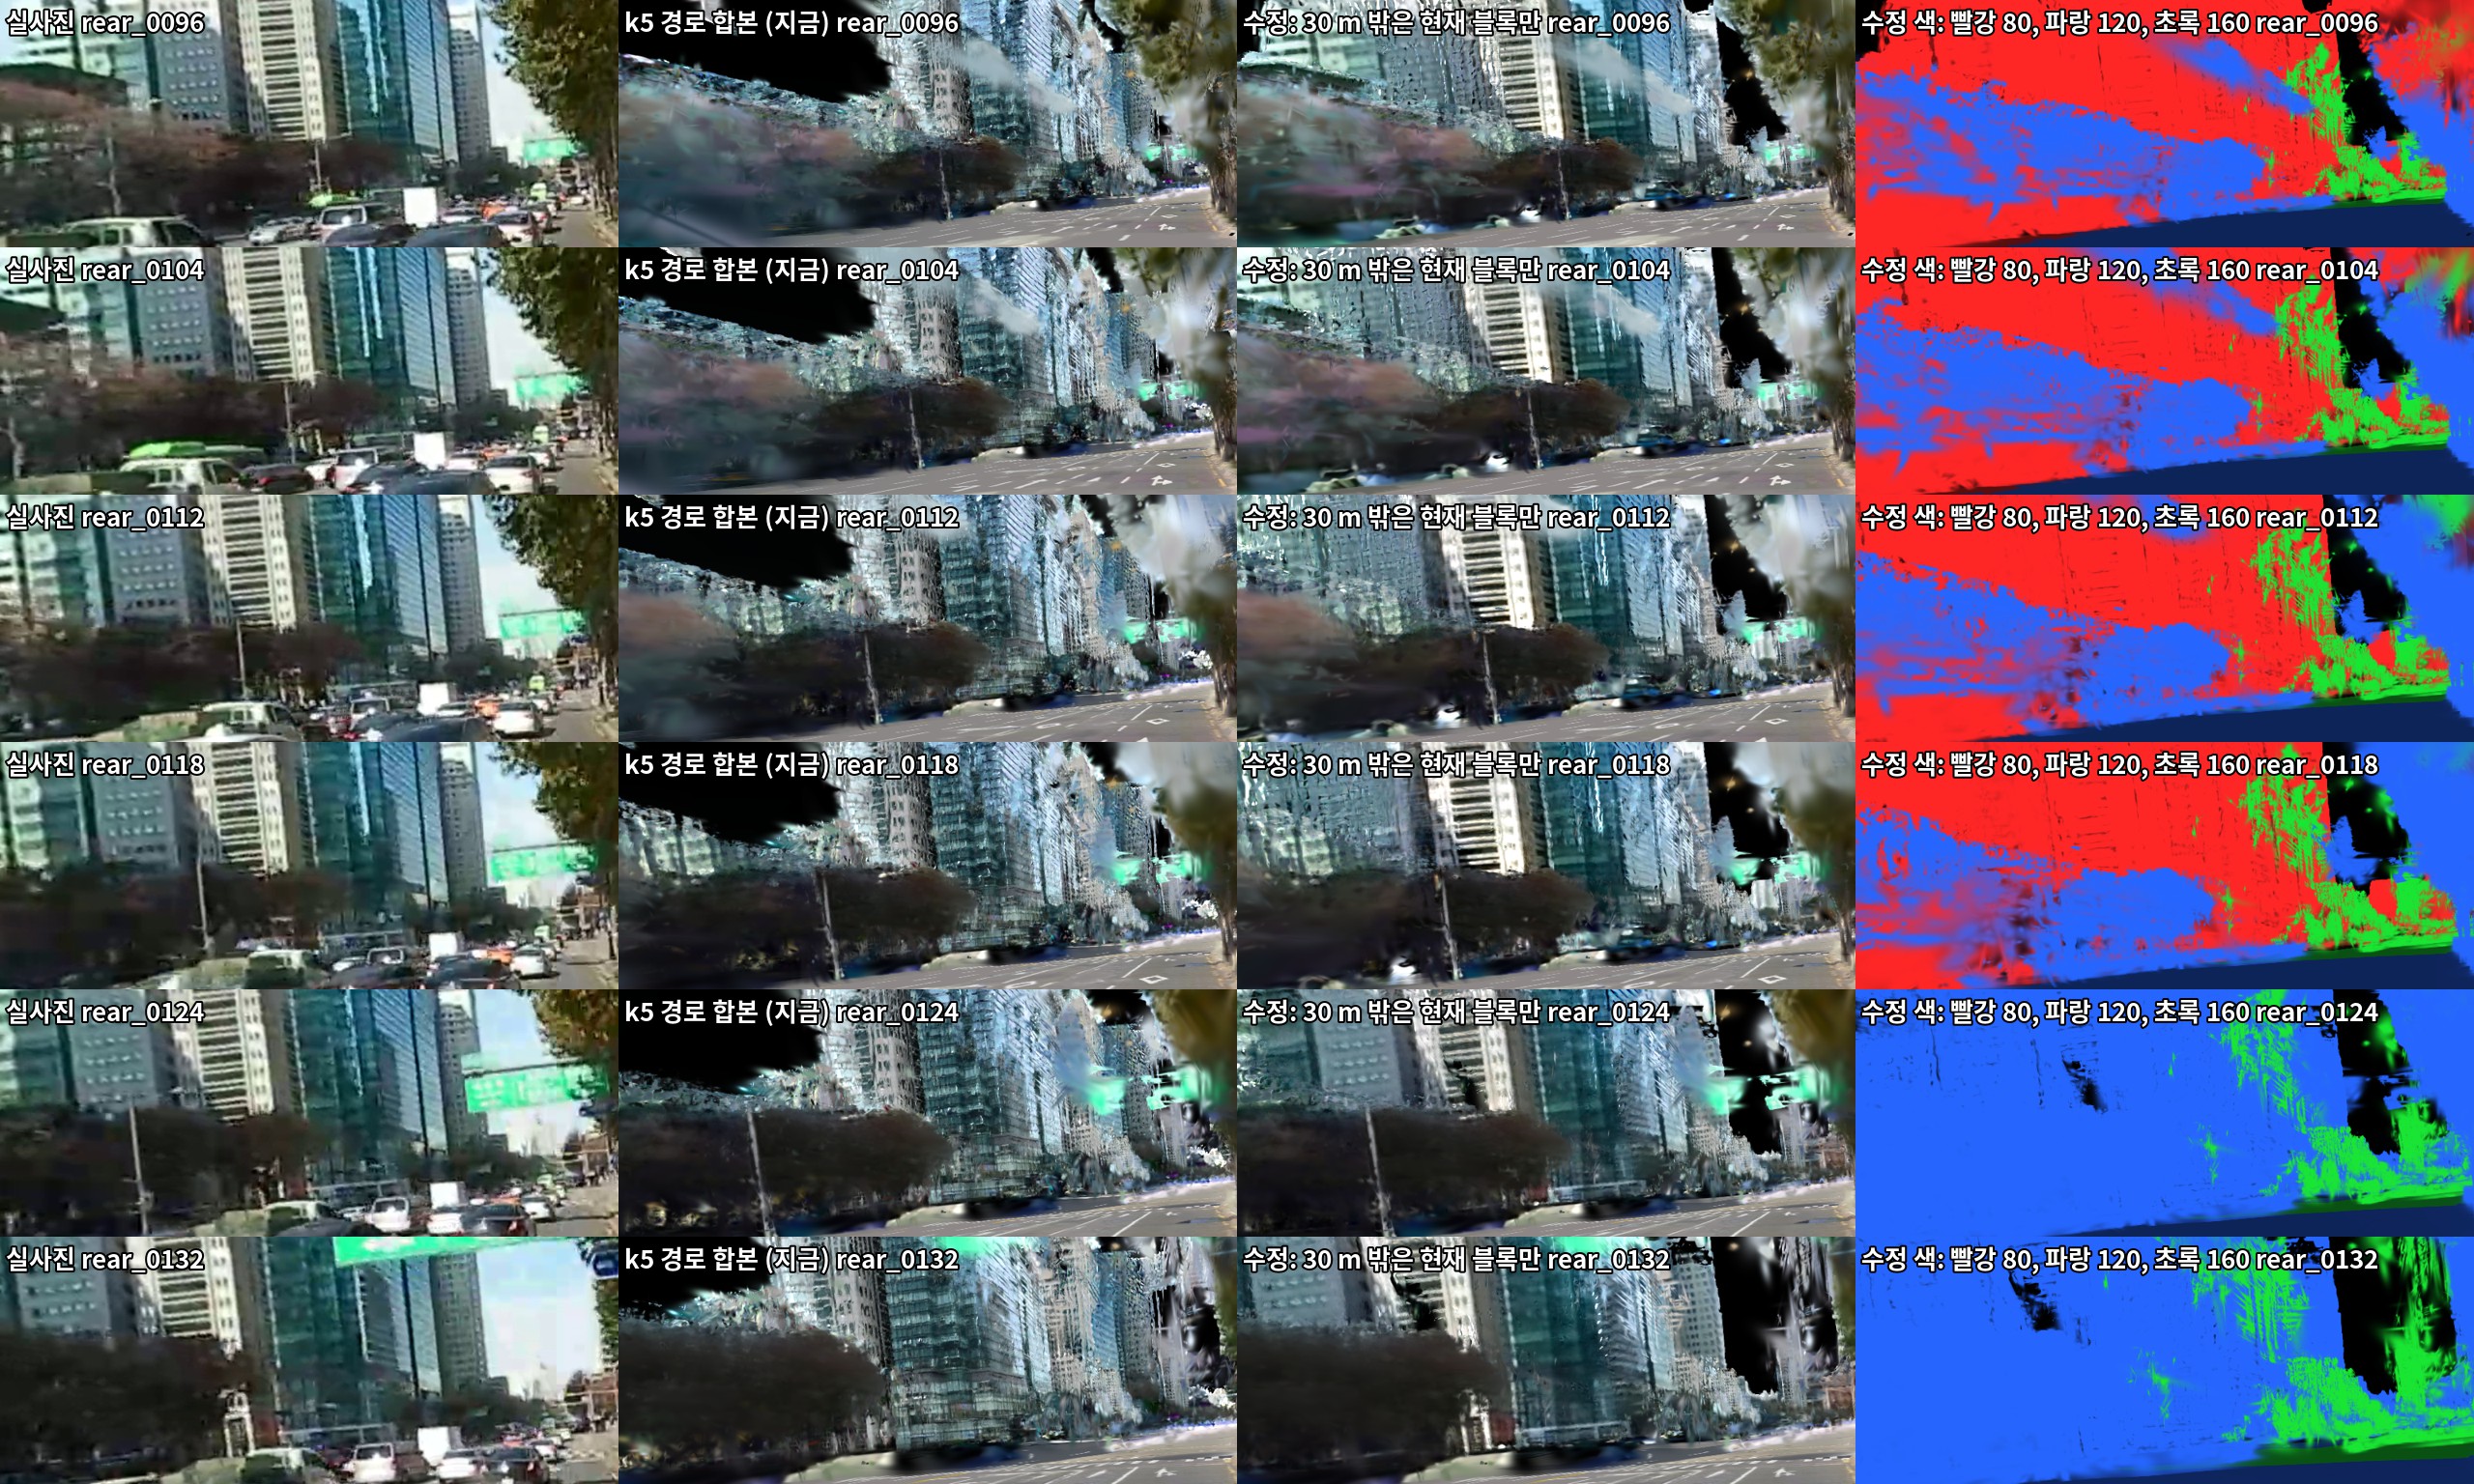 실사진 rear_0096
k5 경로 합본 (지금) rear_0096
수정: 30 m 밖은 현재 블록만 rear_0096
수정 색: 빨강 80, 파랑 120, 초록 160 rear_0096
실사진 rear_0104
k5 경로 합본 (지금) rear_0104
수정: 30 m 밖은 현재 블록만 rear_0104
수정 색: 빨강 80, 파랑 120, 초록 160 rear_0104
실사진 rear_0112
k5 경로 합본 (지금) rear_0112
수정: 30 m 밖은 현재 블록만 rear_0112
수정 색: 빨강 80, 파랑 120, 초록 160 rear_0112
실사진 rear_0118
k5 경로 합본 (지금) rear_0118
수정: 30 m 밖은 현재 블록만 rear_0118
수정 색: 빨강 80, 파랑 120, 초록 160 rear_0118
실사진 rear_0124
k5 경로 합본 (지금) rear_0124
수정: 30 m 밖은 현재 블록만 rear_0124
수정 색: 빨강 80, 파랑 120, 초록 160 rear_0124
실사진 rear_0132
k5 경로 합본 (지금) rear_0132
수정: 30 m 밖은 현재 블록만 rear_0132
수정 색: 빨강 80, 파랑 120, 초록 160 rear_0132